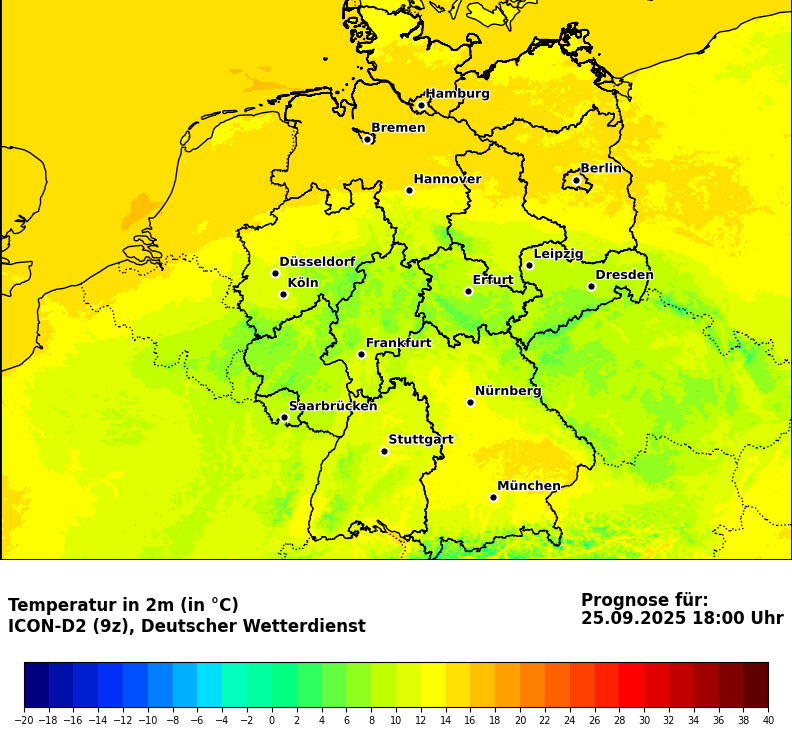 Hamburg
Bremen
Berlin
Hannover
Leipzig
Düsseldorf
Dresden
Köln
Erfurt
Frankfurt
Nürnberg
Saarbrücken
Stuttgart
München
Temperatur in 2m (in °C)
ICON-D2 (9z), Deutscher Wetterdienst
Prognose für:
25.09.2025 18:00 Uhr
−20 −18 −16 −14 −12 −10 −8 −6 −4 −2 0 2 4 6 8 10 12 14 16 18 20 22 24 26 28 30 32 34 36 38 40